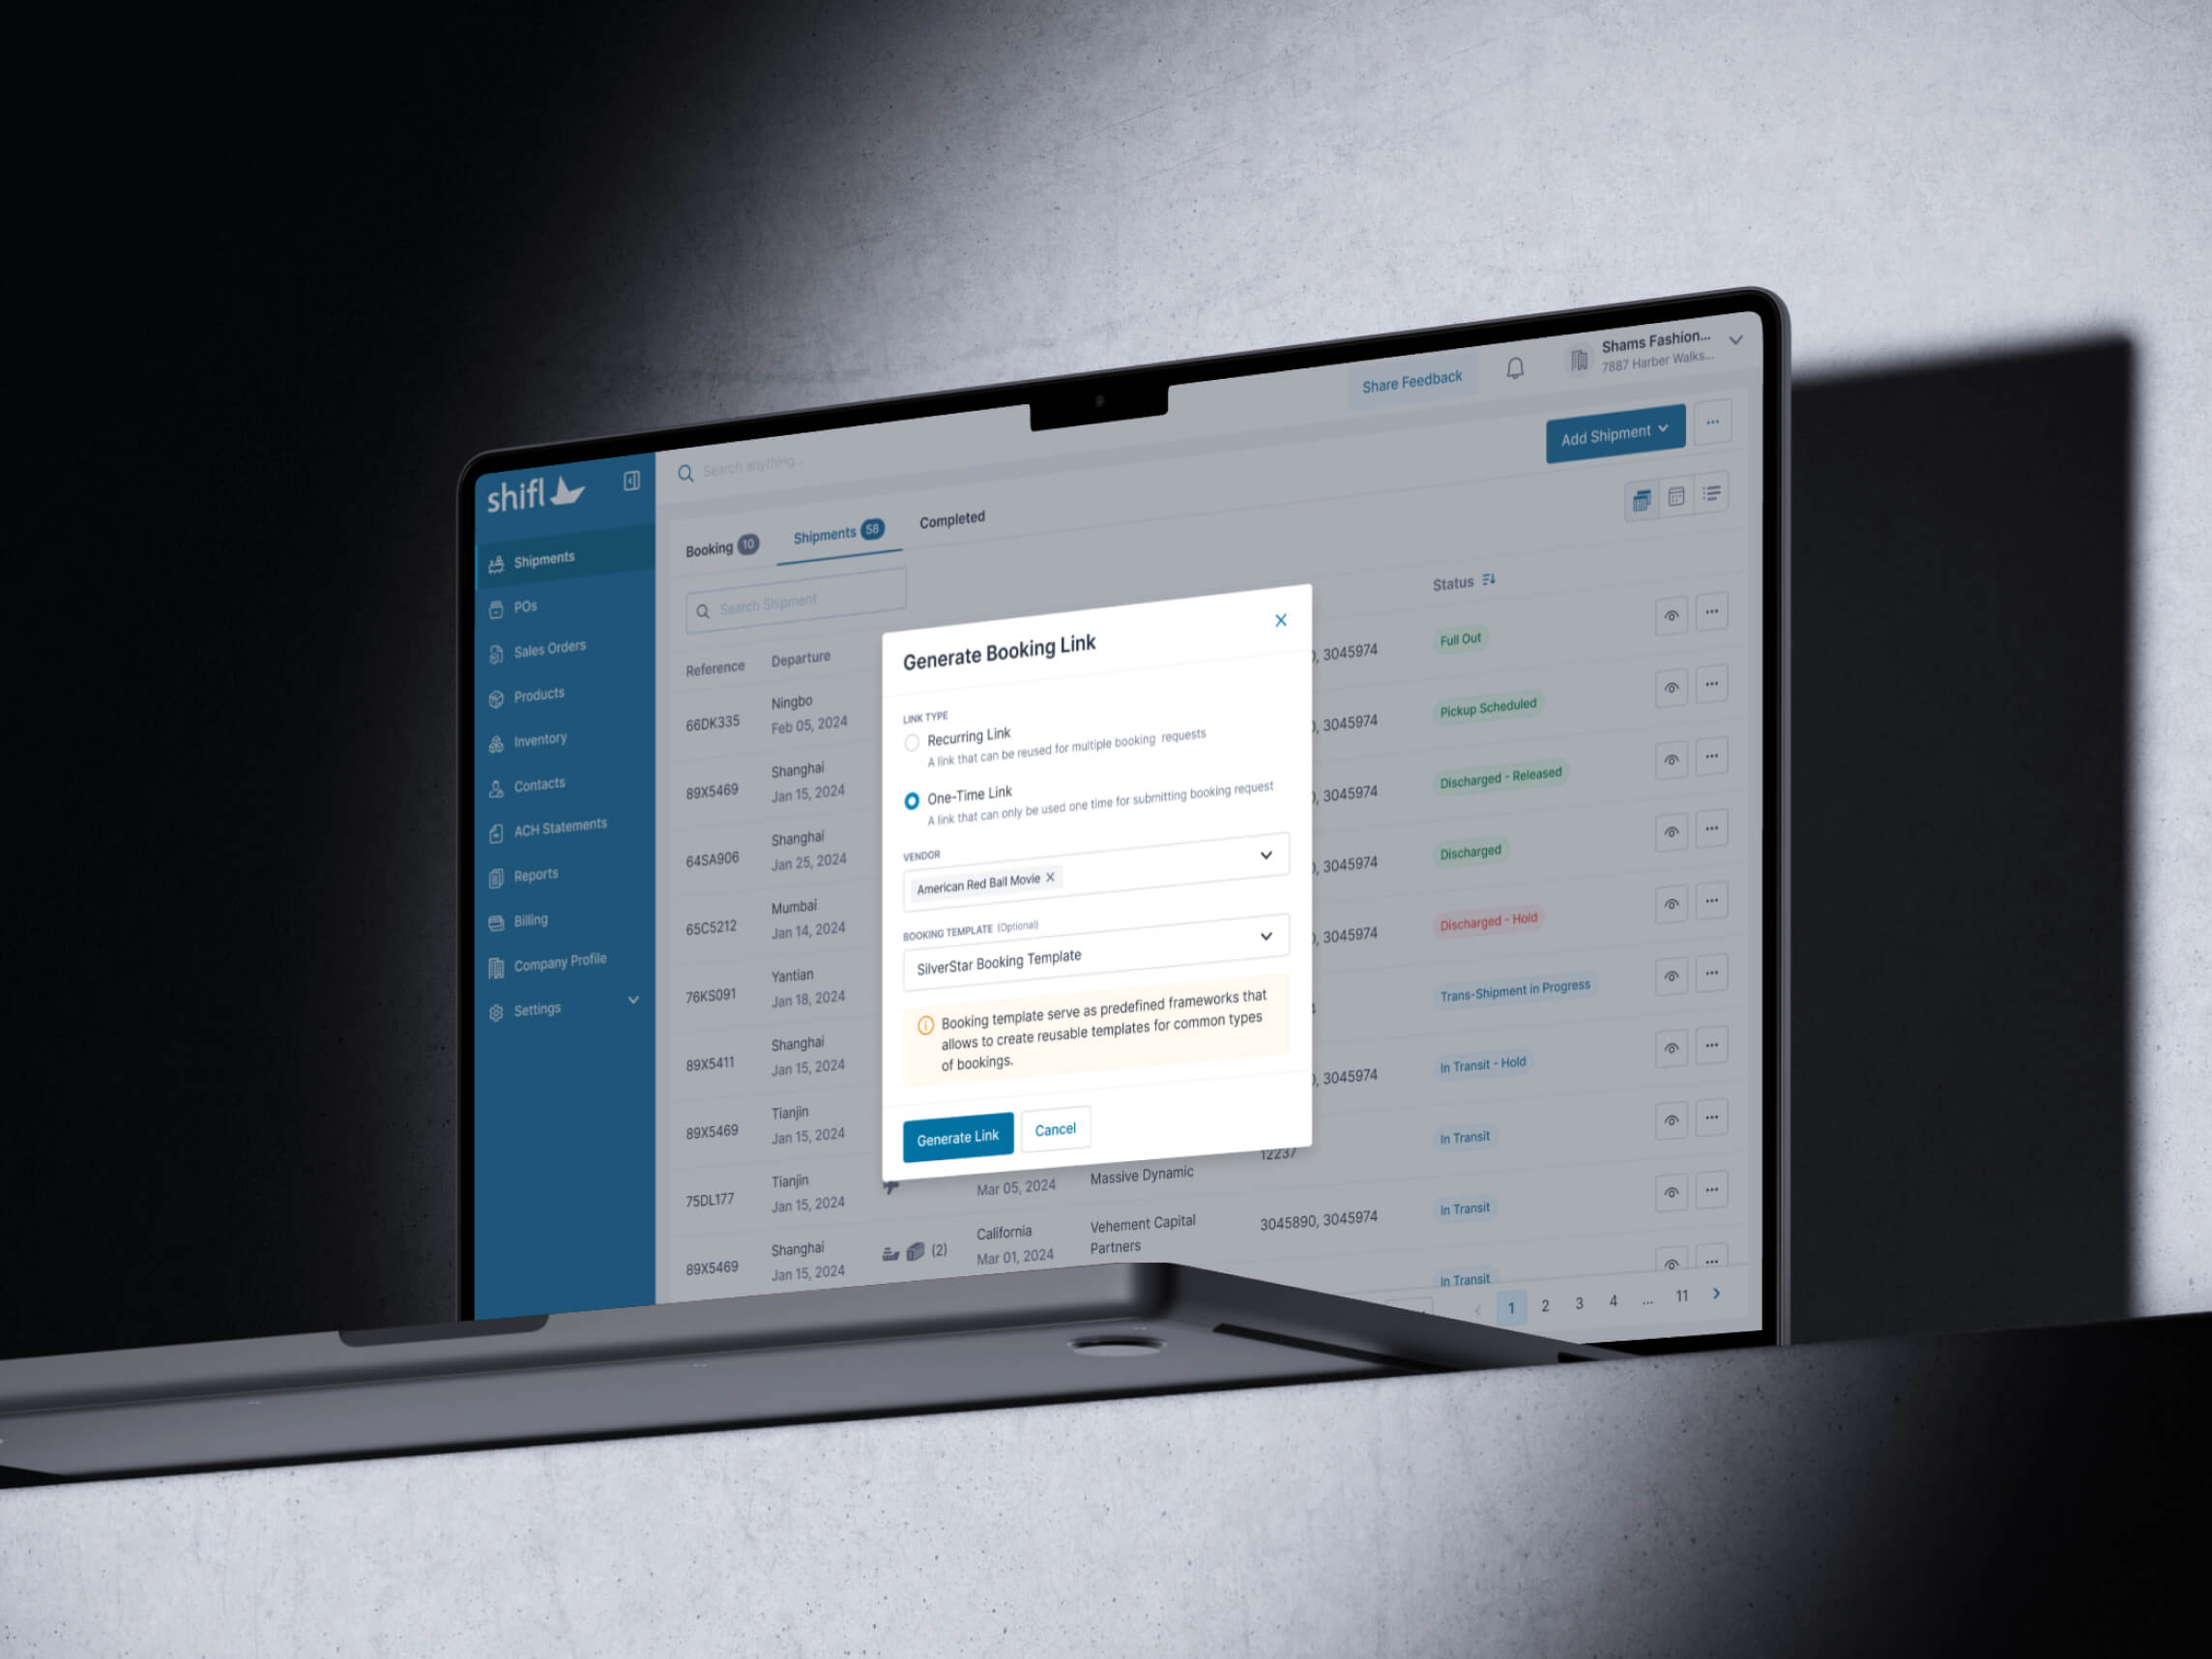 shifl
Search anything...
Share Feedback
Shams Fashion...
7887 Harber Walks...
Add Shipment
Shipments
POs
Sales Orders
Products
Inventory
Contacts
ACH Statements
Reports
Billing
Company Profile
Settings
Booking 10
Shipments 58
Completed
Search Shipment
Reference
Departure
Status
66DK335
Ningbo
Feb 05, 2024
, 3045974
Full Out
89X5469
Shanghai
Jan 15, 2024
, 3045974
Pickup Scheduled
64SA906
Shanghai
Jan 25, 2024
, 3045974
Discharged - Released
65C5212
Mumbai
Jan 14, 2024
, 3045974
Discharged
76KS091
Yantian
Jan 18, 2024
, 3045974
Discharged - Hold
89X5411
Shanghai
Jan 15, 2024
Trans-Shipment in Progress
89X5469
Tianjin
Jan 15, 2024
, 3045974
In Transit - Hold
75DL177
Tianjin
Jan 15, 2024
Mar 05, 2024
Massive Dynamic
12237
In Transit
89X5469
Shanghai
Jan 15, 2024
(2)
California
Mar 01, 2024
Vehement Capital
Partners
3045890, 3045974
In Transit
In Transit
1 2 3 4 ... 11
Generate Booking Link
LINK TYPE
Recurring Link
A link that can be reused for multiple booking requests
One-Time Link
A link that can only be used one time for submitting booking request
VENDOR
American Red Ball Movie
BOOKING TEMPLATE (Optional)
SilverStar Booking Template
Booking template serve as predefined frameworks that
allows to create reusable templates for common types
of bookings.
Generate Link
Cancel